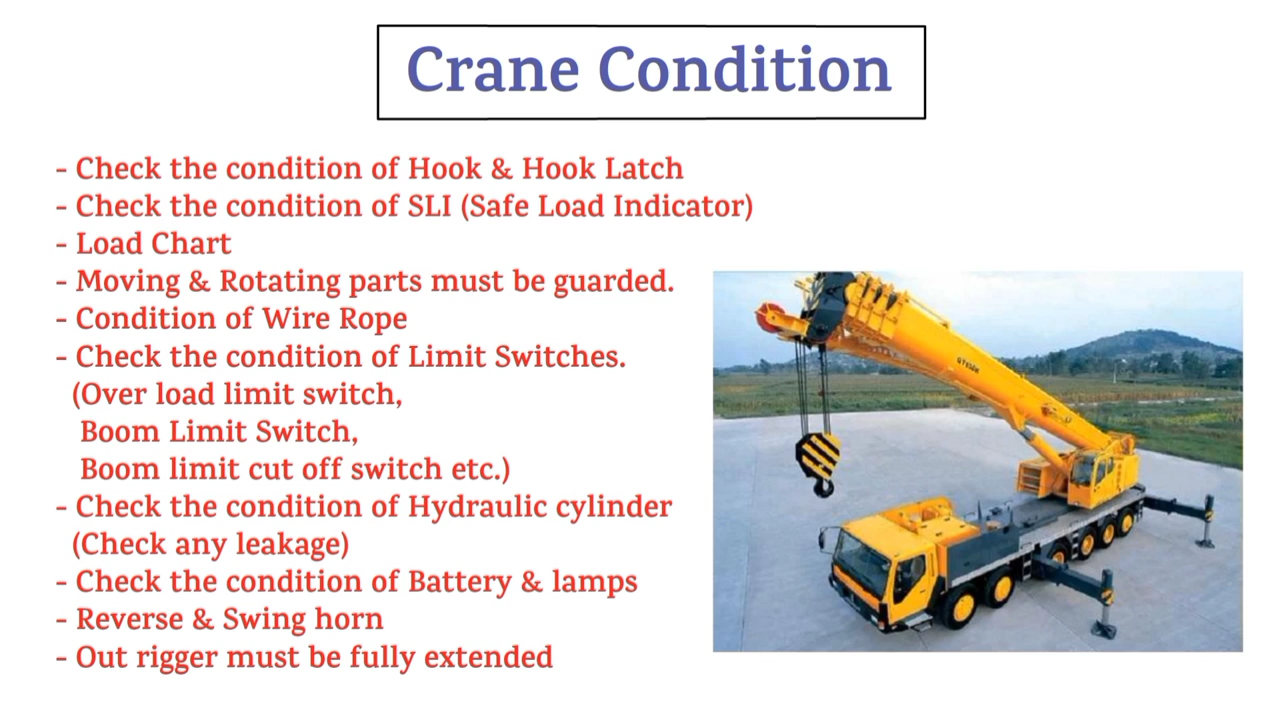 Crane Condition
- Check the condition of Hook & Hook Latch
- Check the condition of SLI (Safe Load Indicator)
- Load Chart
- Moving & Rotating parts must be guarded.
- Condition of Wire Rope
- Check the condition of Limit Switches.
(Over load limit switch,
Boom Limit Switch,
Boom limit cut off switch etc.)
- Check the condition of Hydraulic cylinder
(Check any leakage)
- Check the condition of Battery & lamps
- Reverse & Swing horn
- Out rigger must be fully extended